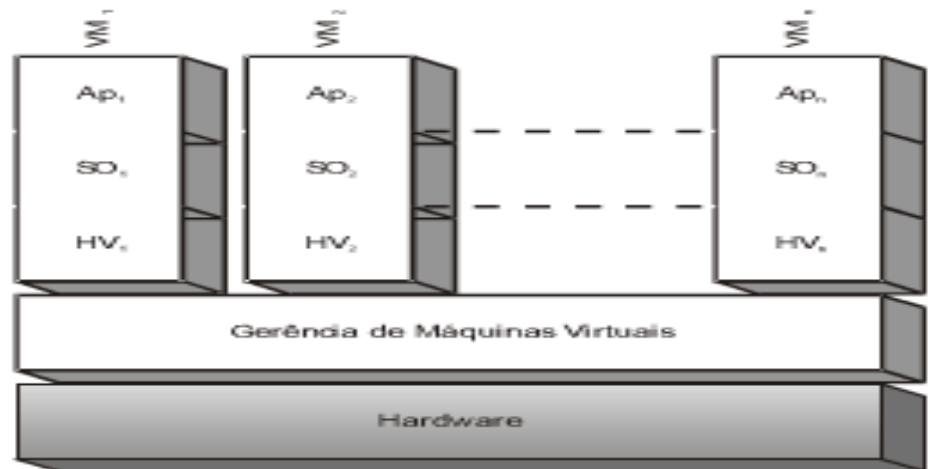 VM₁ VM₂ VMₙ
Ap₁ Ap₂ Apₙ
SO₁ SO₂ SOₙ
HV₁ HV₂ HVₙ
Gerência de Máquinas Virtuais
Hardware